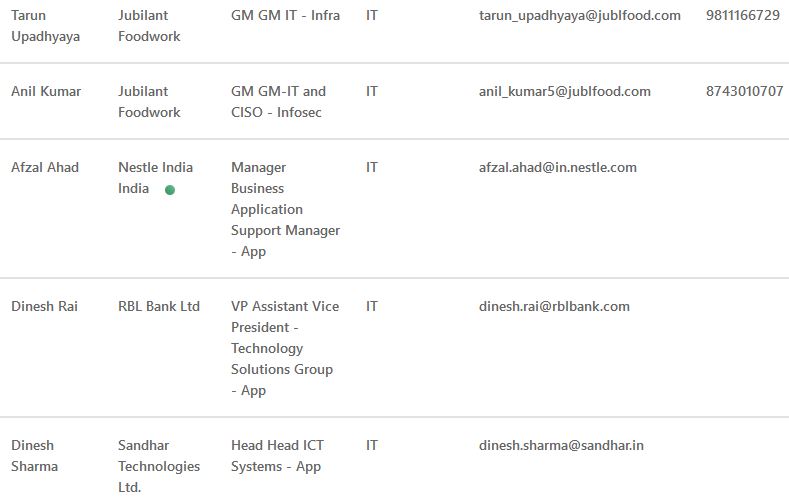 Tarun Upadhyaya Jubilant Foodwork GM GM IT - Infra IT tarun_upadhyaya@jublfood.com 9811166729
Anil Kumar Jubilant Foodwork GM GM-IT and CISO - Infosec IT anil_kumar5@jublfood.com 8743010707
Afzal Ahad Nestle India India Manager Business Application Support Manager - App IT afzal.ahad@in.nestle.com
Dinesh Rai RBL Bank Ltd VP Assistant Vice President - Technology Solutions Group - App IT dinesh.rai@rblbank.com
Dinesh Sharma Sandhar Technologies Ltd. Head Head ICT Systems - App IT dinesh.sharma@sandhar.in